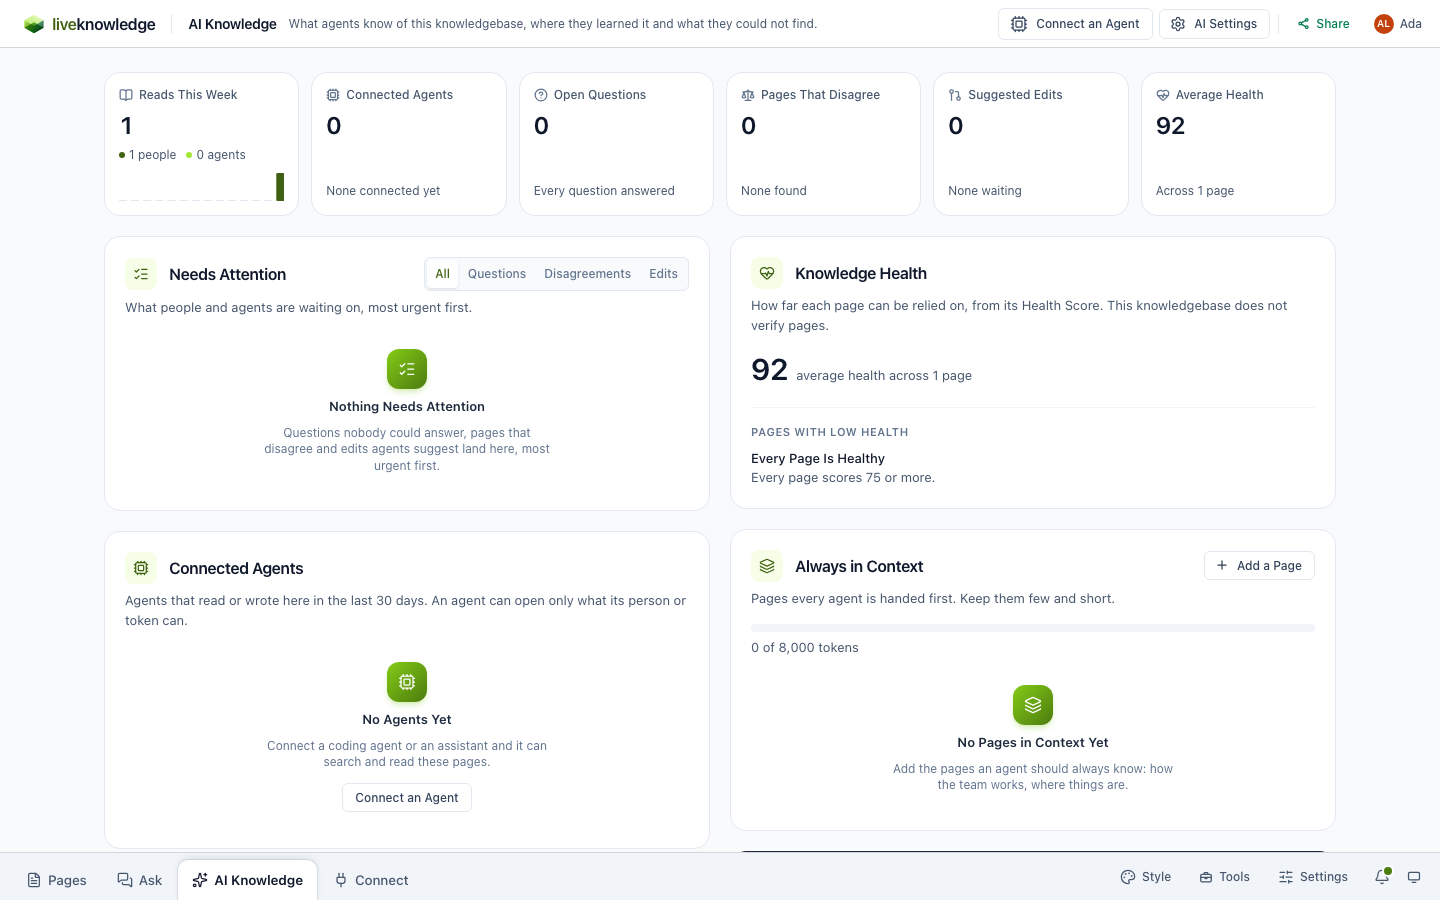 liveknowledge
AI Knowledge
What agents know of this knowledgebase, where they learned it and what they could not find.
Connect an Agent
AI Settings
Share
AL
Ada
Reads This Week
1
1 people
0 agents
Connected Agents
0
None connected yet
Open Questions
0
Every question answered
Pages That Disagree
0
None found
Suggested Edits
0
None waiting
Average Health
92
Across 1 page
Needs Attention
All
Questions
Disagreements
Edits
What people and agents are waiting on, most urgent first.
Nothing Needs Attention
Questions nobody could answer, pages that
disagree and edits agents suggest land here, most
urgent first.
Knowledge Health
How far each page can be relied on, from its Health Score. This knowledgebase does not
verify pages.
92 average health across 1 page
PAGES WITH LOW HEALTH
Every Page Is Healthy
Every page scores 75 or more.
Connected Agents
Agents that read or wrote here in the last 30 days. An agent can open only what its person or
token can.
No Agents Yet
Connect a coding agent or an assistant and it can
search and read these pages.
Connect an Agent
Always in Context
Add a Page
Pages every agent is handed first. Keep them few and short.
0 of 8,000 tokens
No Pages in Context Yet
Add the pages an agent should always know: how
the team works, where things are.
Pages
Ask
AI Knowledge
Connect
Style
Tools
Settings